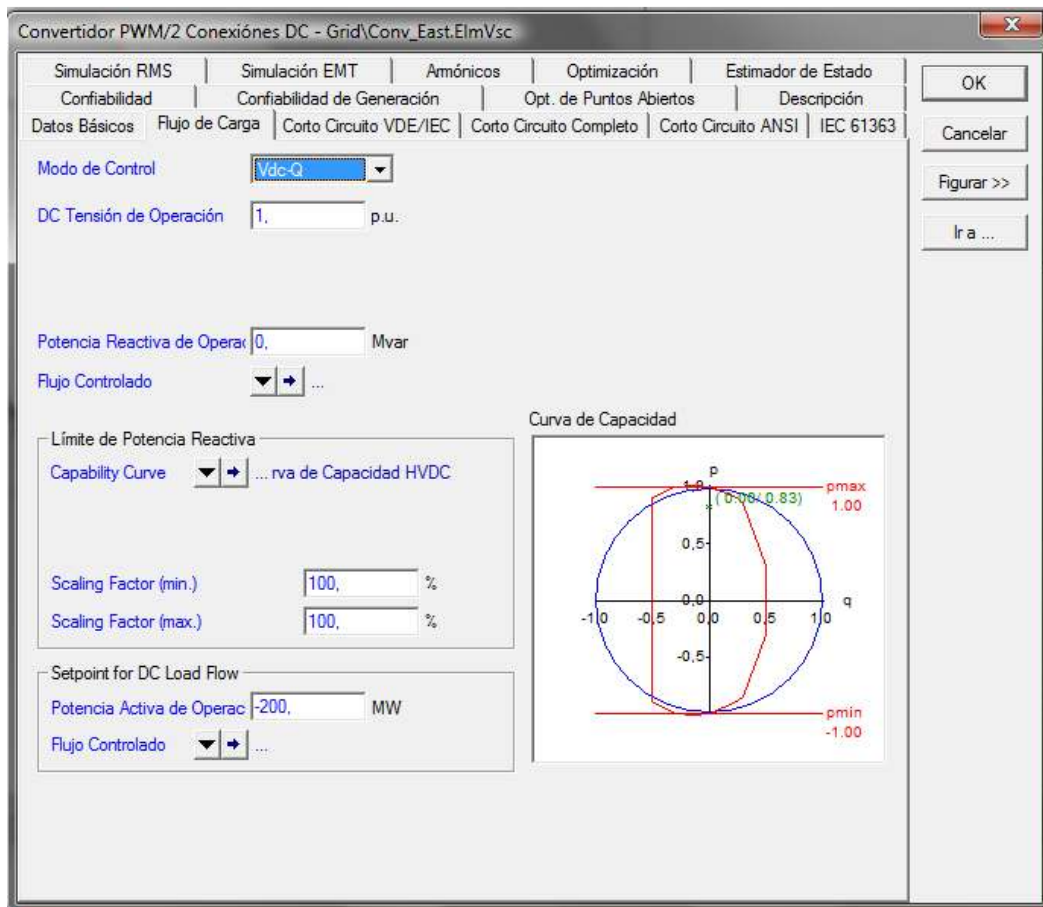 Convertidor PWM/2 Conexiónes DC - Grid\Conv_East.ElmVsc
Simulación RMS Simulación EMT Armónicos Optimización Estimador de Estado
Confiabilidad Confiabilidad de Generación Opt. de Puntos Abiertos Descripción
Datos Básicos Flujo de Carga Corto Circuito VDE/IEC Corto Circuito Completo Corto Circuito ANSI IEC 61363
OK
Cancelar
Figurar >>
Ir a ...
Modo de Control Vdc-Q
DC Tensión de Operación 1, p.u.
Potencia Reactiva de Operac 0, Mvar
Flujo Controlado ...
Límite de Potencia Reactiva
Capability Curve ... rva de Capacidad HVDC
Scaling Factor (min.) 100, %
Scaling Factor (max.) 100, %
Setpoint for DC Load Flow
Potencia Activa de Operac -200, MW
Flujo Controlado ...
Curva de Capacidad
p
1,0 pmax
( 0.00/ 0.83) 1.00
0,5
0,0 q
-1,0 -0,5 0,0 0,5 1,0
-0,5
pmin
-1.00